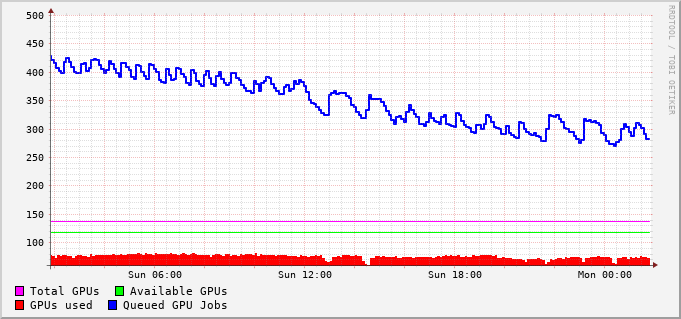 500
450
400
350
300
250
200
150
100
Sun 06:00 Sun 12:00 Sun 18:00 Mon 00:00
Total GPUs Available GPUs
GPUs used Queued GPU Jobs
RRDTOOL / TOBI OETIKER